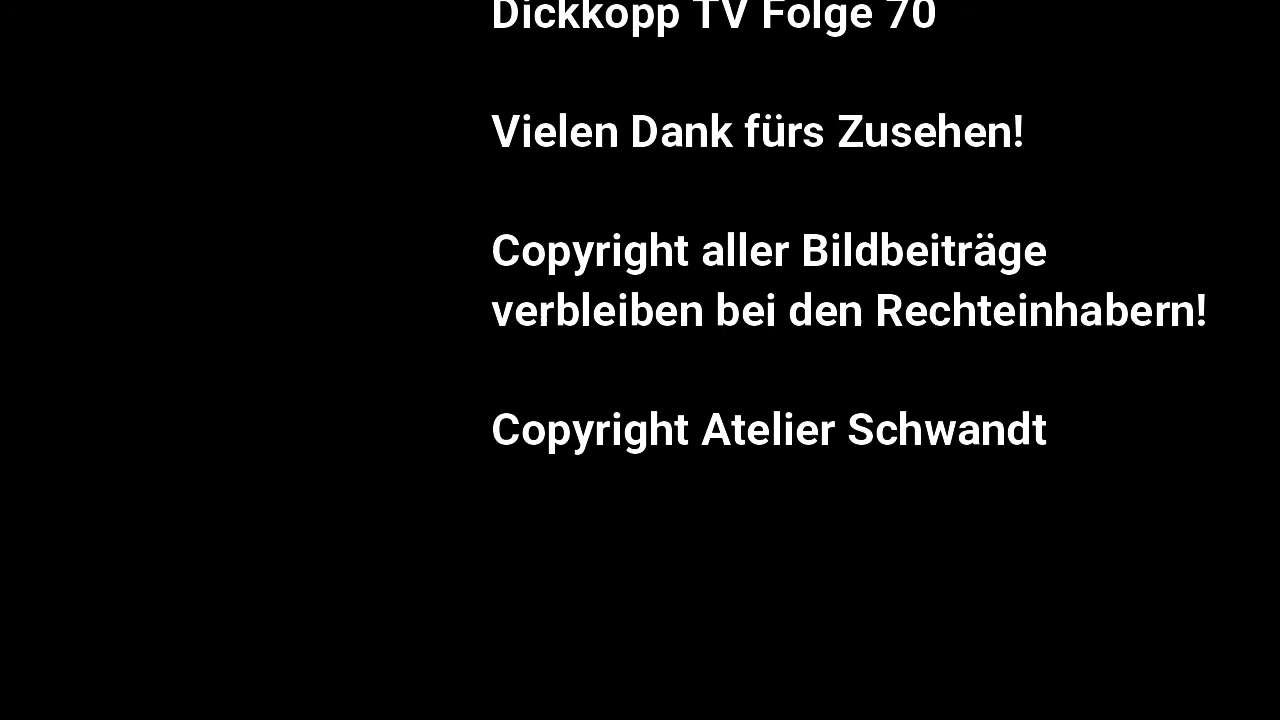 Dickkopp TV Folge 70
Vielen Dank fürs Zusehen!
Copyright aller Bildbeiträge
verbleiben bei den Rechteinhabern!
Copyright Atelier Schwandt